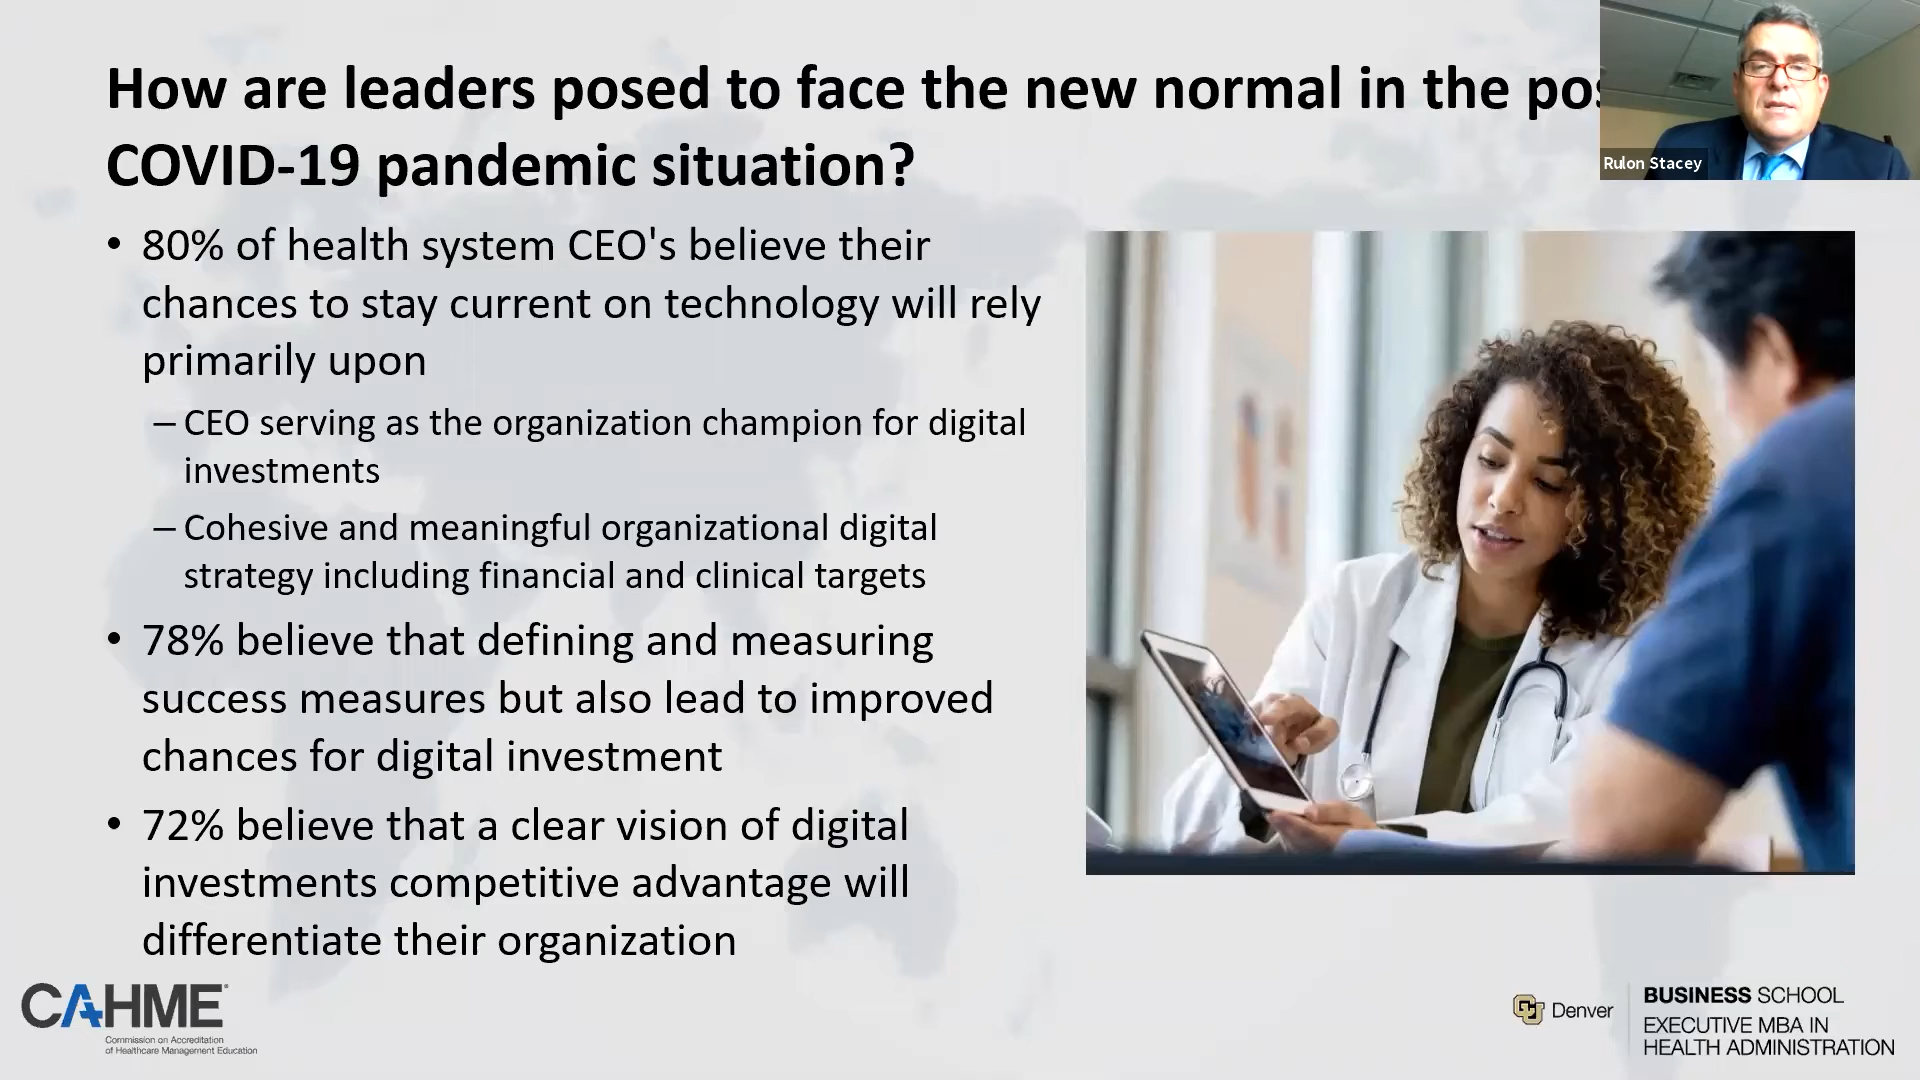 How are leaders posed to face the new normal in the
COVID-19 pandemic situation?
Rulon Stacey
• 80% of health system CEO's believe their
chances to stay current on technology will rely
primarily upon
– CEO serving as the organization champion for digital
investments
– Cohesive and meaningful organizational digital
strategy including financial and clinical targets
• 78% believe that defining and measuring
success measures but also lead to improved
chances for digital investment
• 72% believe that a clear vision of digital
investments competitive advantage will
differentiate their organization
CAHME
Commission on Accreditation
of Healthcare Management Education
CU Denver
BUSINESS SCHOOL
EXECUTIVE MBA IN
HEALTH ADMINISTRATION